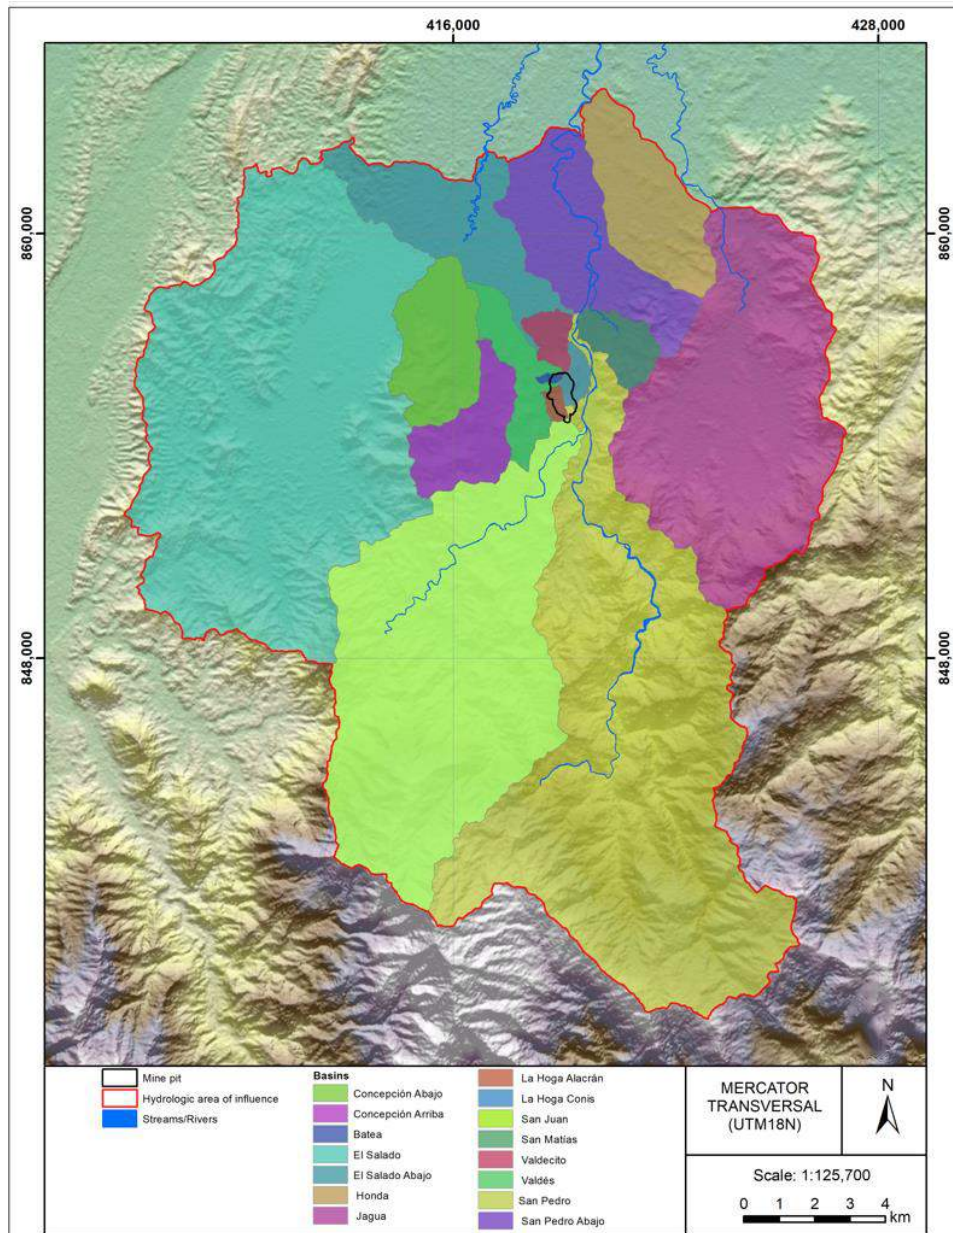 416,000
428,000
860,000
860,000
848,000
848,000
Mine pit
Hydrologic area of influence
Streams/Rivers
Basins
Concepción Abajo
Concepción Arriba
Batea
El Salado
El Salado Abajo
Honda
Jagua
La Hoga Alacrán
La Hoga Conis
San Juan
San Matías
Valdecito
Valdés
San Pedro
San Pedro Abajo
MERCATOR
TRANSVERSAL
(UTM18N)
N
Scale: 1:125,700
0 1 2 3 4
km